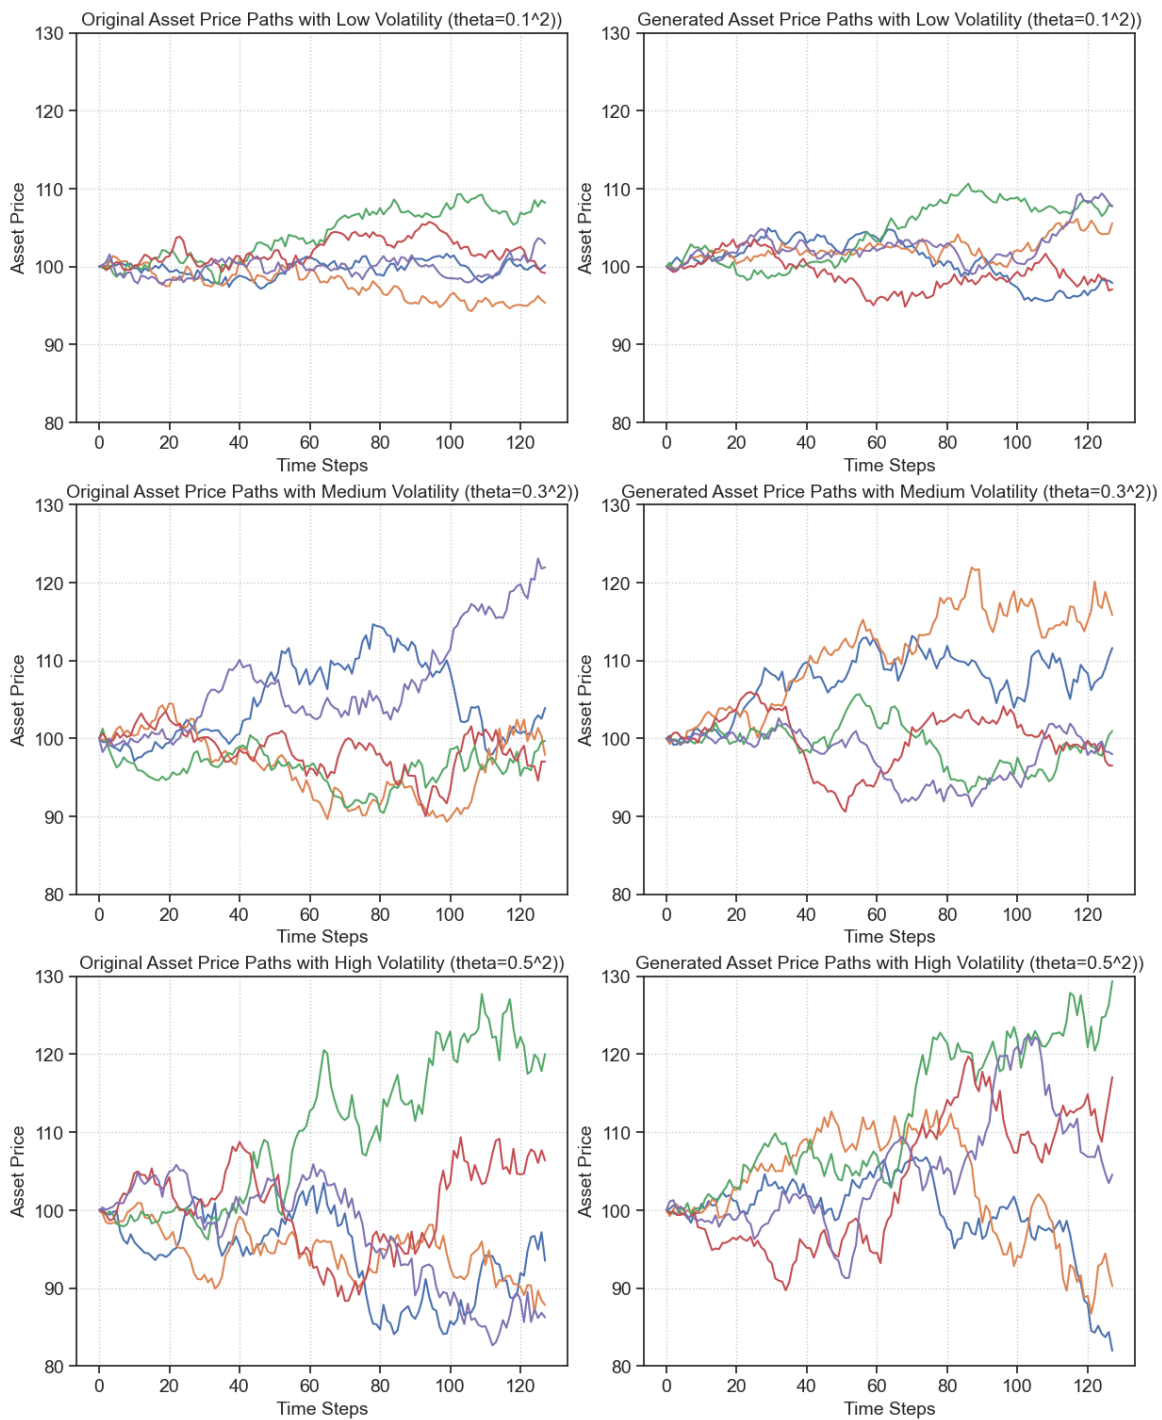 Original Asset Price Paths with Low Volatility (theta=0.1^2))
130
120
110
100
90
80
Asset Price
0 20 40 60 80 100 120
Time Steps
Generated Asset Price Paths with Low Volatility (theta=0.1^2))
130
120
110
100
90
80
Asset Price
0 20 40 60 80 100 120
Time Steps
Original Asset Price Paths with Medium Volatility (theta=0.3^2))
130
120
110
100
90
80
Asset Price
0 20 40 60 80 100 120
Time Steps
Generated Asset Price Paths with Medium Volatility (theta=0.3^2))
130
120
110
100
90
80
Asset Price
0 20 40 60 80 100 120
Time Steps
Original Asset Price Paths with High Volatility (theta=0.5^2))
130
120
110
100
90
80
Asset Price
0 20 40 60 80 100 120
Time Steps
Generated Asset Price Paths with High Volatility (theta=0.5^2))
130
120
110
100
90
80
Asset Price
0 20 40 60 80 100 120
Time Steps